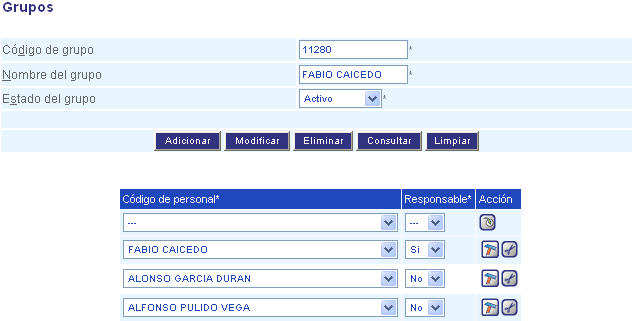 Grupos
Código de grupo 11280 *
Nombre del grupo FABIO CAICEDO *
Estado del grupo Activo *
Adicionar Modificar Eliminar Consultar Limpiar
Código de personal* Responsable* Acción
--- ---
FABIO CAICEDO Si
ALONSO GARCIA DURAN No
ALFONSO PULIDO VEGA No